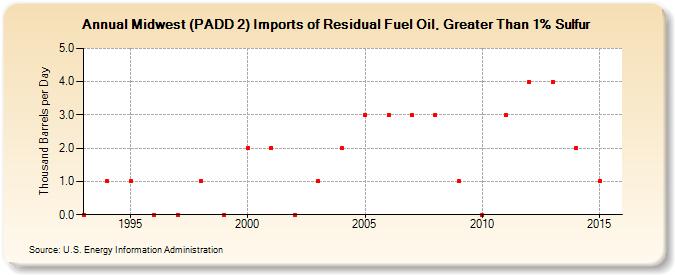 Annual Midwest (PADD 2) Imports of Residual Fuel Oil, Greater Than 1% Sulfur
Thousand Barrels per Day
5.0
4.0
3.0
2.0
1.0
0.0
1995 2000 2005 2010 2015
Source: U.S. Energy Information Administration